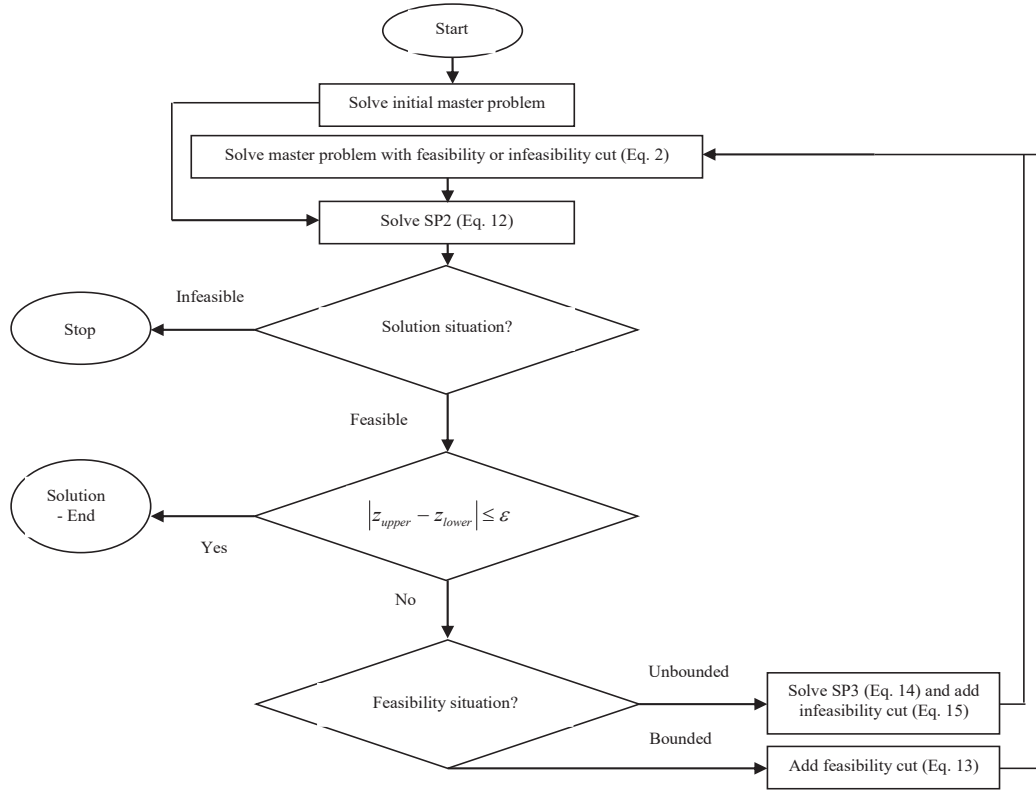 Start
Solve initial master problem
Solve master problem with feasibility or infeasibility cut (Eq. 2)
Solve SP2 (Eq. 12)
Infeasible
Solution situation?
Stop
Feasible
Solution
- End
|z_upper − z_lower| ≤ ε
Yes
No
Unbounded
Feasibility situation?
Solve SP3 (Eq. 14) and add
infeasibility cut (Eq. 15)
Bounded
Add feasibility cut (Eq. 13)